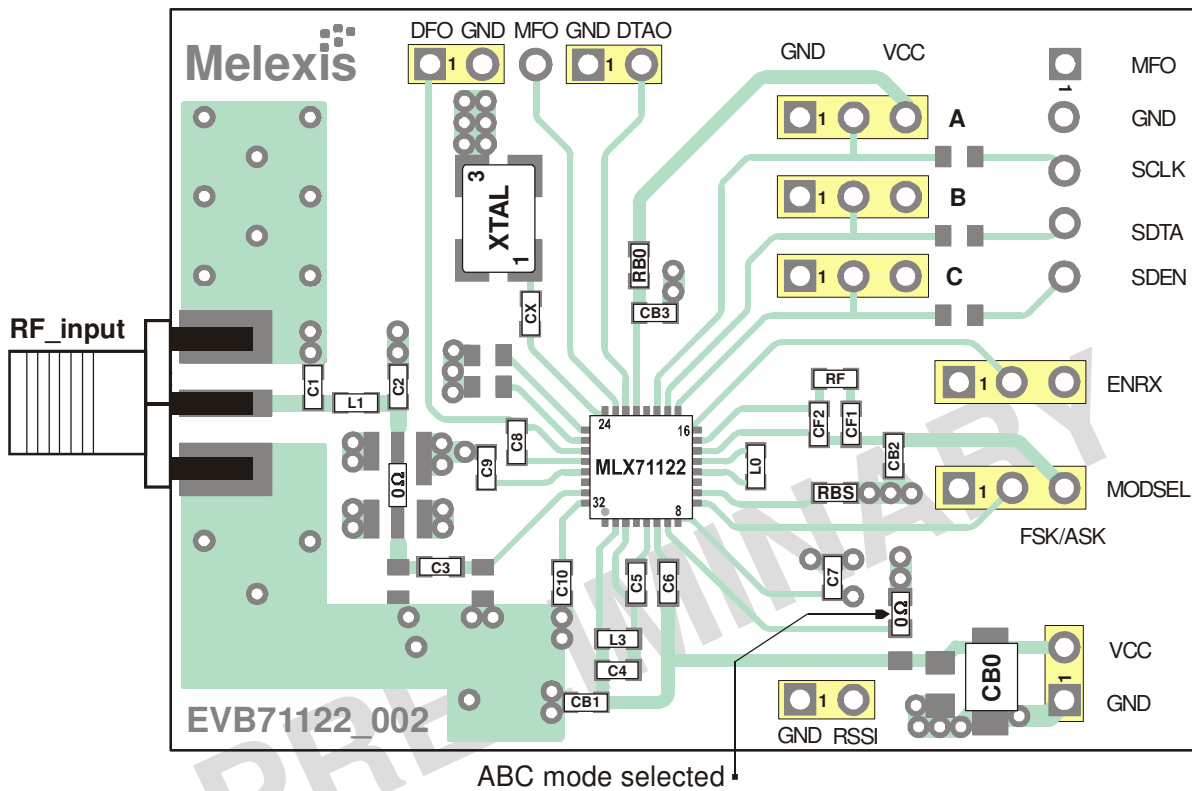 DFO GND MFO GND DTAO
1
1
Melexis
GND VCC
1 A
MFO
1
GND
SCLK
3
XTAL
1
1 B
SDTA
RB0
1 C
SDEN
CX
CB3
RF_input
C1
L1
C2
RF
1 ENRX
CF2
CF1
24
16
MLX71122
32
8
C8
C9
L0
CB2
RBS
0Ω
1 MODSEL
FSK/ASK
C3
C10
C5
C6
C7
0Ω
L3
C4
CB1
CB0
VCC
1
GND
1
GND RSSI
EVB71122_002
PRELIMINARY
ABC mode selected